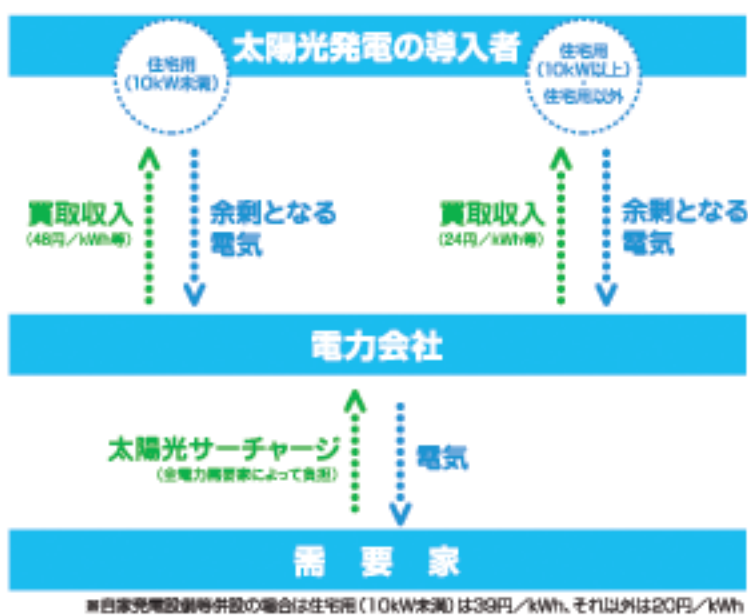 太陽光発電の導入者
住宅用
(10kW未満)
住宅用
(10kW以上)
住宅用以外
買取収入
(48円/kWh等)
余剰となる
電気
買取収入
(24円/kWh等)
余剰となる
電気
電力会社
太陽光サーチャージ
(全電力需要家によって負担)
電気
需 要 家
※自家発電設備等併設の場合は住宅用(10kW未満)は39円/kWh、それ以外は20円/kWh